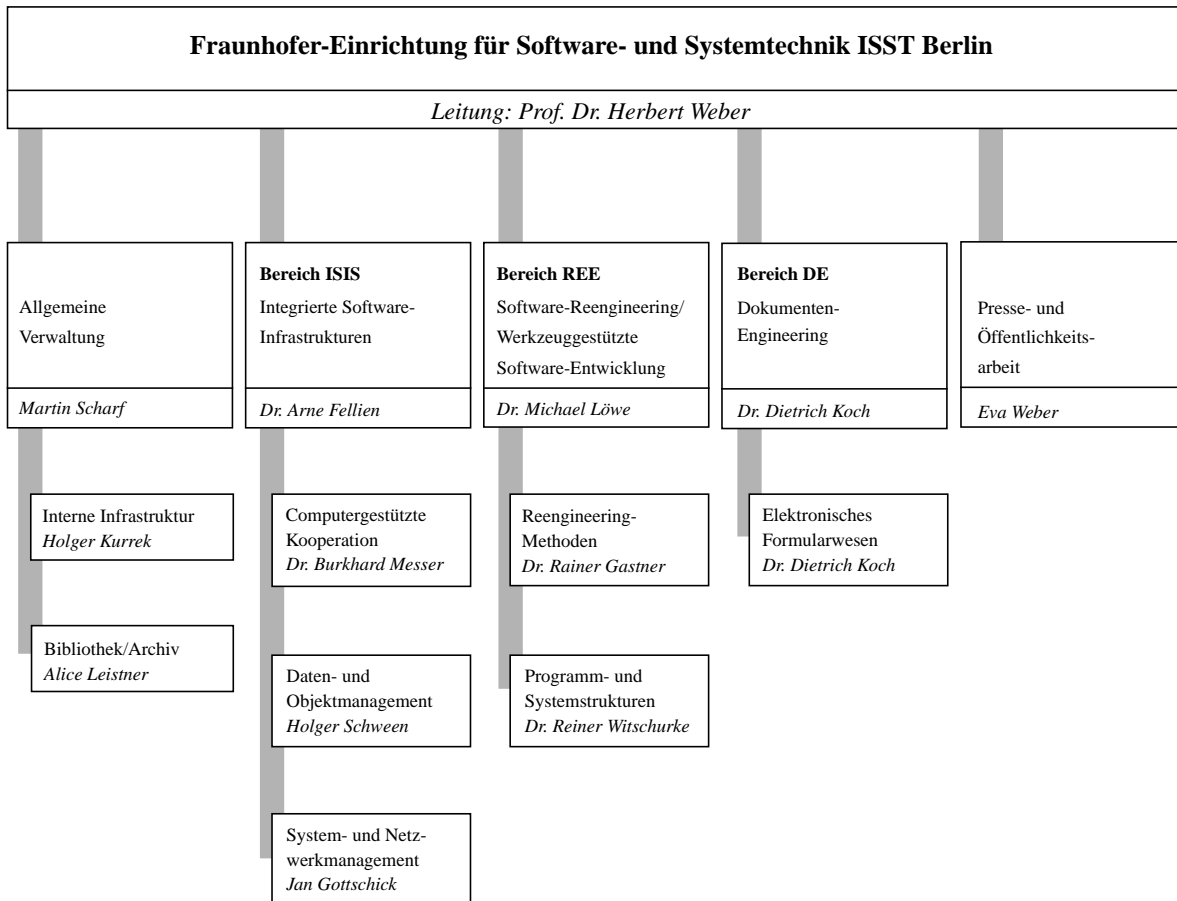 Fraunhofer-Einrichtung für Software- und Systemtechnik ISST Berlin
Leitung: Prof. Dr. Herbert Weber
Allgemeine
Verwaltung
Martin Scharf
Interne Infrastruktur
Holger Kurrek
Bibliothek/Archiv
Alice Leistner
Bereich ISIS
Integrierte Software-
Infrastrukturen
Dr. Arne Fellien
Computergestützte
Kooperation
Dr. Burkhard Messer
Daten- und
Objektmanagement
Holger Schween
System- und Netz-
werkmanagement
Jan Gottschick
Bereich REE
Software-Reengineering/
Werkzeuggestützte
Software-Entwicklung
Dr. Michael Löwe
Reengineering-
Methoden
Dr. Rainer Gastner
Programm- und
Systemstrukturen
Dr. Reiner Witschurke
Bereich DE
Dokumenten-
Engineering
Dr. Dietrich Koch
Elektronisches
Formularwesen
Dr. Dietrich Koch
Presse- und
Öffentlichkeits-
arbeit
Eva Weber